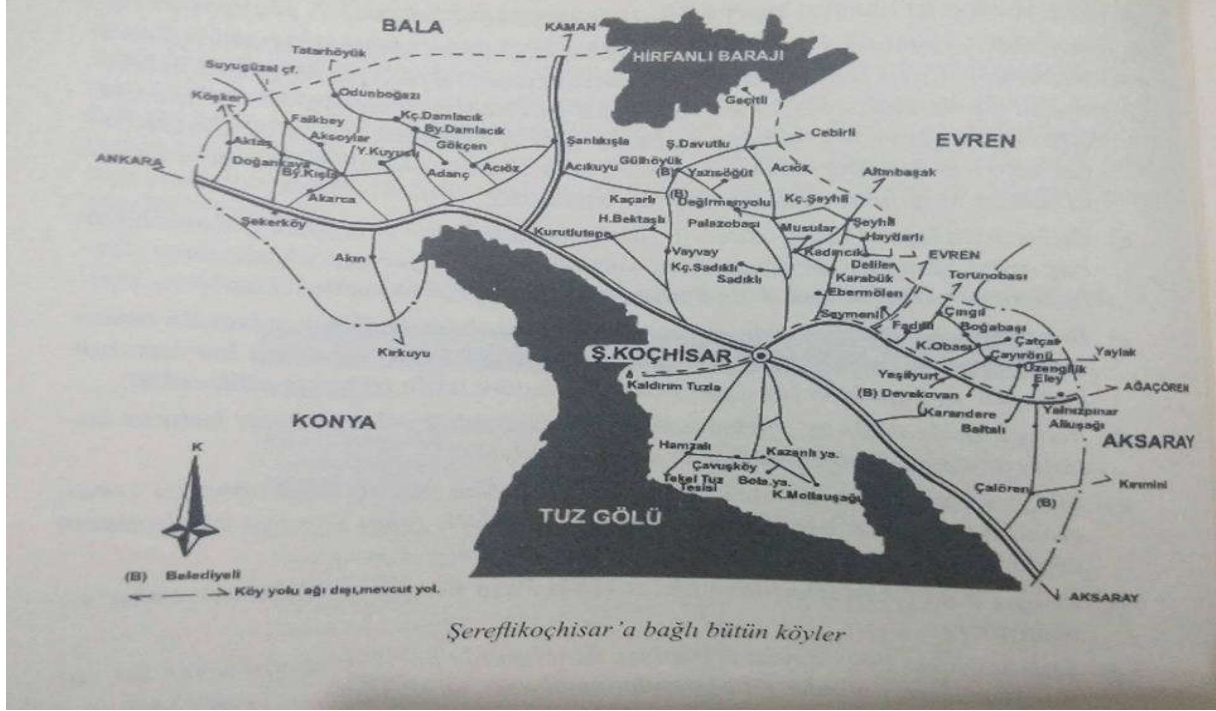 BALA
KAMAN
HİRFANLI BARAJI
Tatarhöyük
Suyugüzel çf.
Köşker
Odunboğazı
Geçitli
Falkbey
Kç.Damlacık
By.Damlacık
Aksoylar
Aktaş
Gökçen
Şanlıkışla
Ş.Davutlu
Cebirli
EVREN
ANKARA
Doğankaya
Y.Kuyusu
Adanç
Acıöz
Acıkuyu
Gülhöyük
(B)
Yazısöğüt
Acıöz
Altınbaşak
By.Kışla
Akarca
Kaçarlı
(B)
Değirmenyolu
Kç.Şeyhli
Şekerköy
H.Bektaşlı
Palazobası
Musular
Şeyhli
Haydarlı
Kurutlutepe
Akın
Vayvay
Kadıncık
Deliler
EVREN
Kç.Sadıklı
Sadıklı
Karabük
Torunobası
Ebermölen
Seymenli
Çıngıl
Kırkuyu
Fadıllı
Boğabaşı
Ş.KOÇHİSAR
K.Obası
Çatçat
Çayırönü
Yaylak
Kaldırım Tuzla
Yeşilyurt
Üzengilik
Eley
(B) Devekovan
AĞAÇÖREN
KONYA
Karandere
Baltalı
Yalnızpınar
Aliuşağı
AKSARAY
K
Hamzalı
Kazanlı ya.
Çavuşköy
Tekel Tuz
Tesisi
Bola.ya.
K.Mollauşağı
Çalören
(B)
Kırımini
TUZ GÖLÜ
(B) Belediyeli
Köy yolu ağı dışı,mevcut yol.
AKSARAY
Şereflikoçhisar'a bağlı bütün köyler